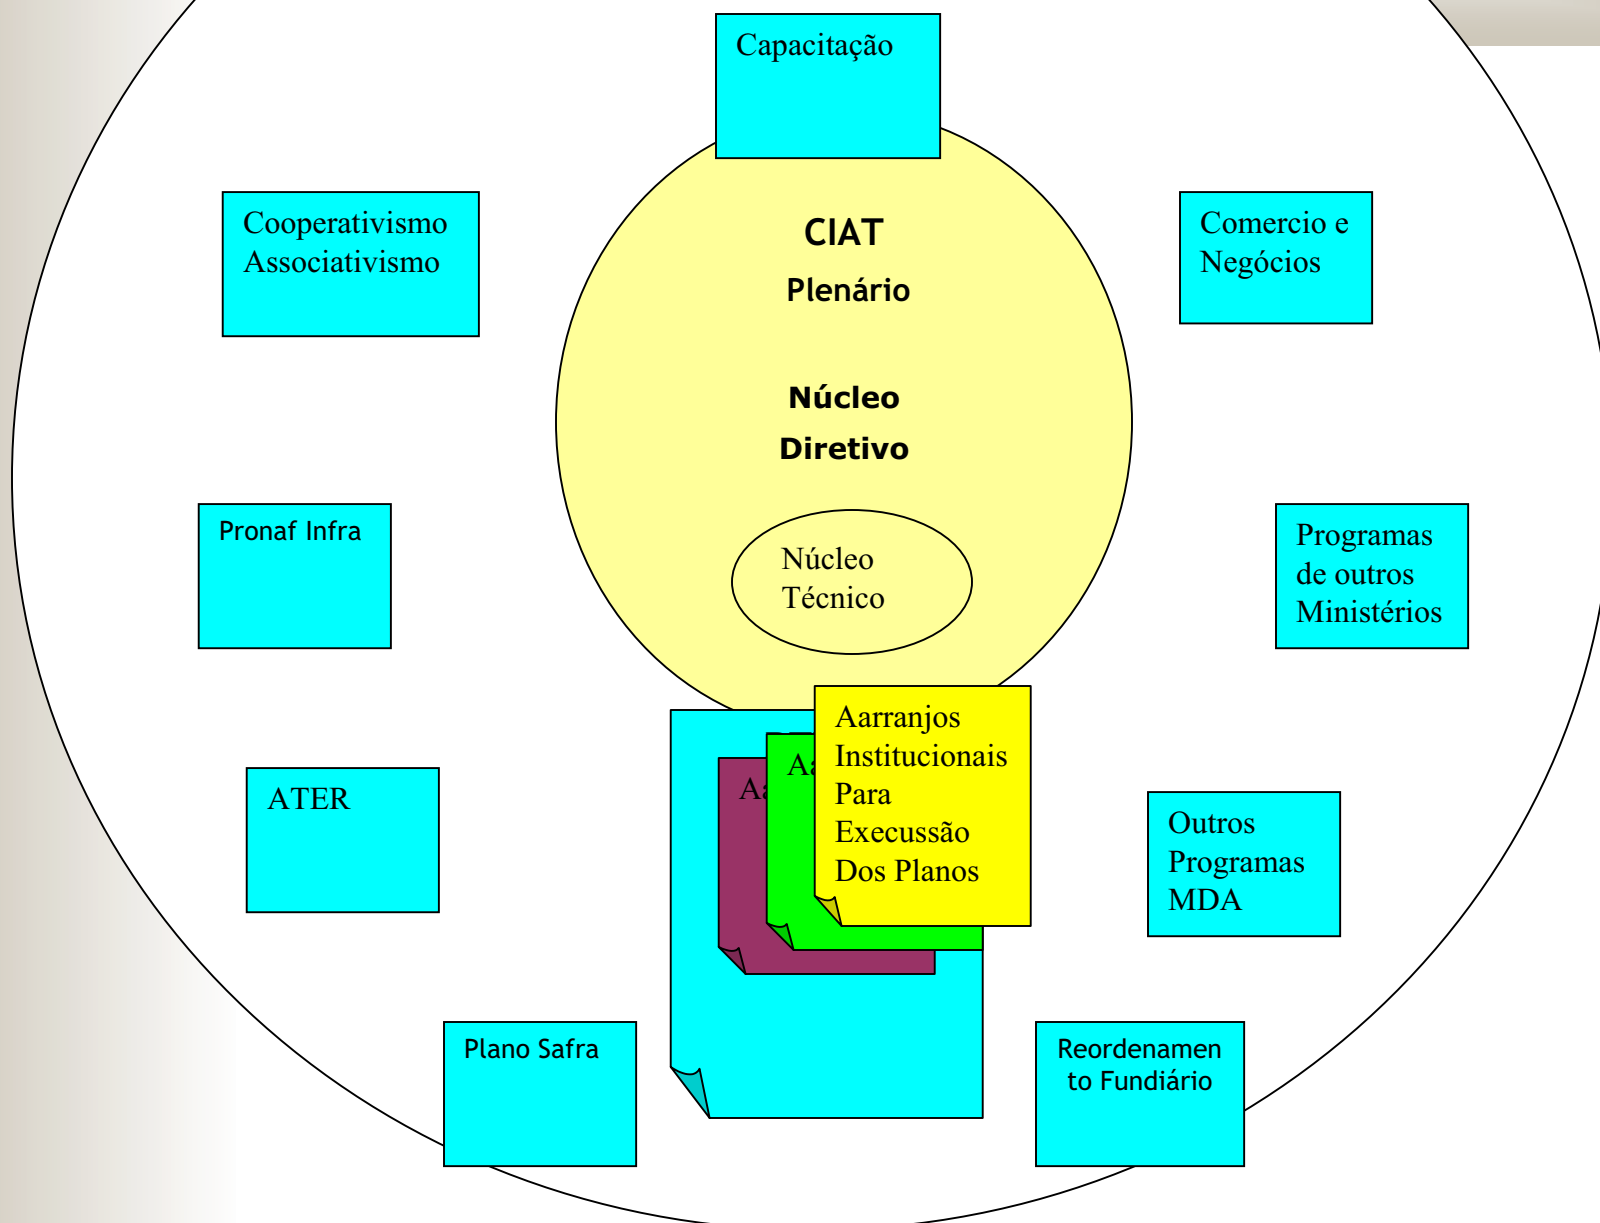 Capacitação
Cooperativismo
Associativismo
CIAT
Plenário
Comercio e
Negócios
Núcleo
Diretivo
Pronaf Infra
Núcleo
Técnico
Programas
de outros
Ministérios
ATER
Aarranjos
Institucionais
Para
Execussão
Dos Planos
Outros
Programas
MDA
Plano Safra
Reordenamen
to Fundiário